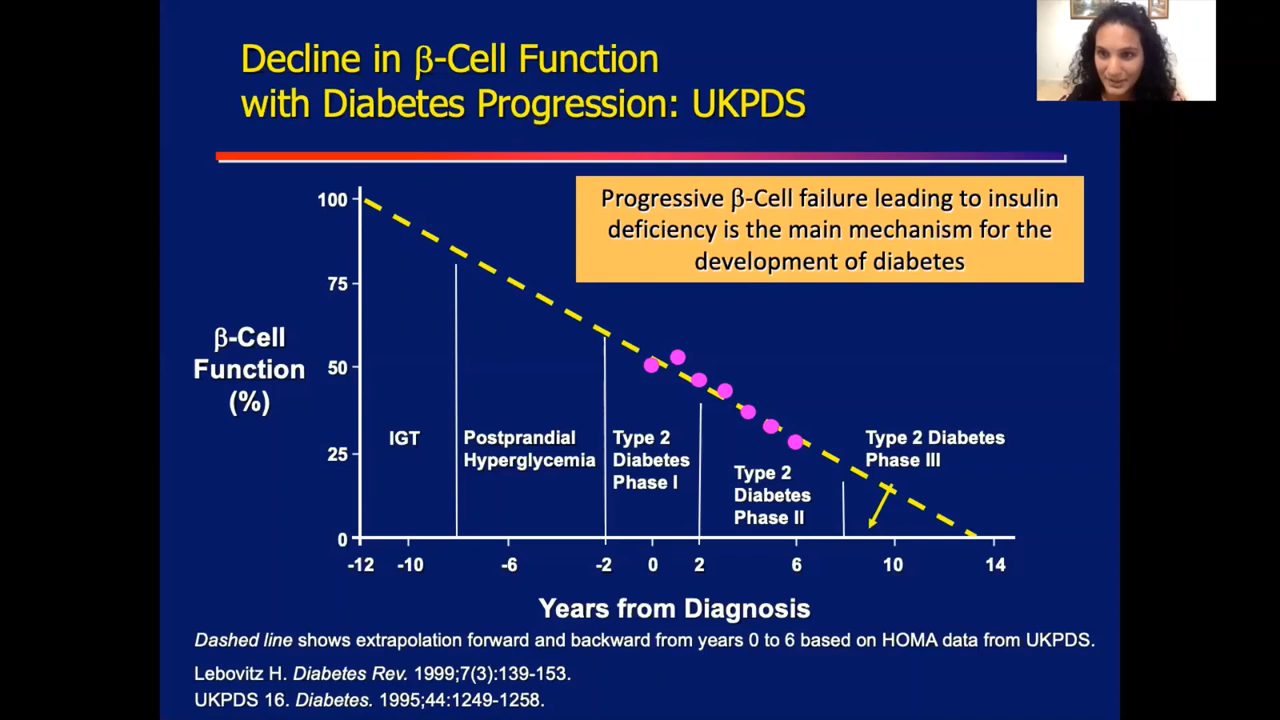 Decline in β-Cell Function
with Diabetes Progression: UKPDS
Progressive β-Cell failure leading to insulin
deficiency is the main mechanism for the
development of diabetes
100
75
50
25
0
β-Cell
Function
(%)
IGT
Postprandial
Hyperglycemia
Type 2
Diabetes
Phase I
Type 2
Diabetes
Phase II
Type 2 Diabetes
Phase III
-12 -10 -6 -2 0 2 6 10 14
Years from Diagnosis
Dashed line shows extrapolation forward and backward from years 0 to 6 based on HOMA data from UKPDS.
Lebovitz H. Diabetes Rev. 1999;7(3):139-153.
UKPDS 16. Diabetes. 1995;44:1249-1258.